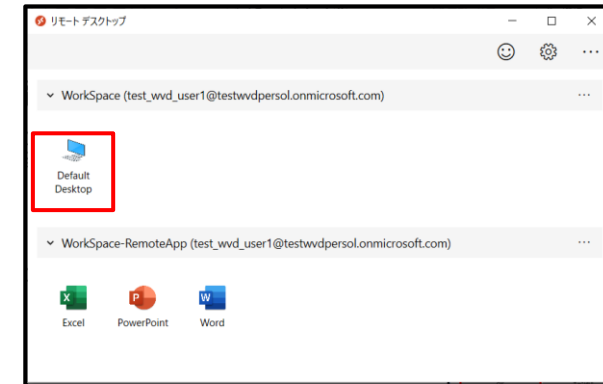 リモート デスクトップ
WorkSpace (test_wvd_user1@testwvdpersol.onmicrosoft.com)
Default
Desktop
WorkSpace-RemoteApp (test_wvd_user1@testwvdpersol.onmicrosoft.com)
Excel PowerPoint Word